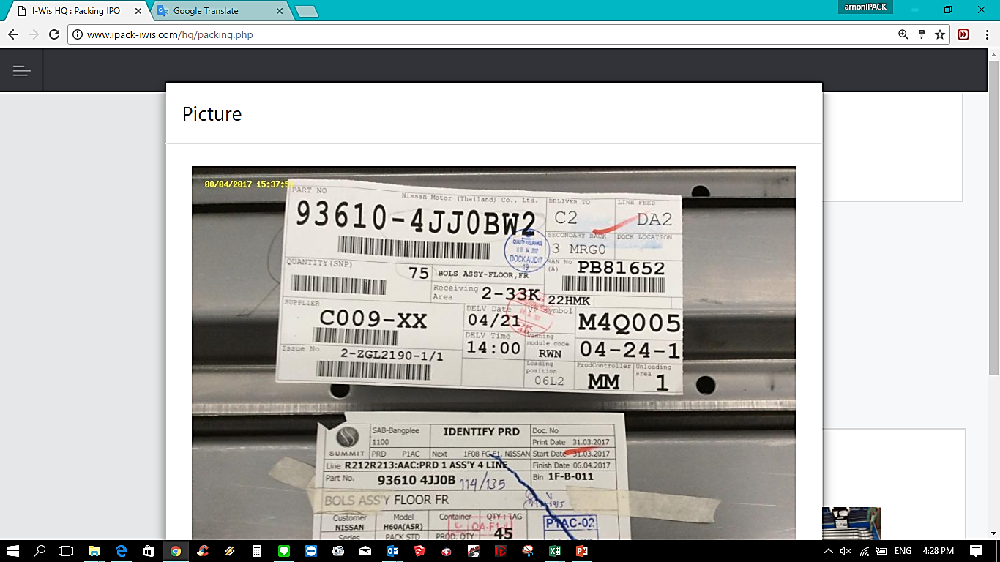 I-Wis HQ : Packing IPO
Google Translate
arnonIPACK
www.ipack-iwis.com/hq/packing.php
Picture
08/04/2017 15:37:5
PART NO
Nissan Motor (Thailand) Co., Ltd.
93610-4JJ0BW2
DELIVER TO
C2
LINE FEED
DA2
QUALITY ASSURANCE
DOCK AUDIT
19
SECONDARY RACK
3 MRG0
DOCK LOCATION
QUANTITY(SNP)
75
BOLS ASSY-FLOOR,FR
RAN No
(A)
PB81652
Receiving
Area
2-33K
22HMK
SUPPLIER
C009-XX
DELV Date
04/21
VP symbol
M4Q005
DELV Time
14:00
Vanning
module code
RWN
04-24-1
Issue No
2-ZGL2190-1/1
Loading
position
06L2
ProdController
MM
Unloading
area
1
SUMMIT
SAB-Bangplee
1100
IDENTIFY PRD
Doc. No
Print Date 31.03.2017
PRD P1AC Next 1F08 FG F1. NISSAN
Start Date 31.03.2017
Line R212R213:AAC:PRD 1 ASS'Y 4 LINE
Finish Date 06.04.2017
Part No. 93610 4JJ0B 114/135
Bin 1F-B-011
BOLS ASS'Y FLOOR FR
Customer
NISSAN
Model
H60A(ASR)
Container
QTY : TAG
45
QA-F1
P1AC-02
Series
PACK STD
PROD. QTY
ENG
4:28 PM